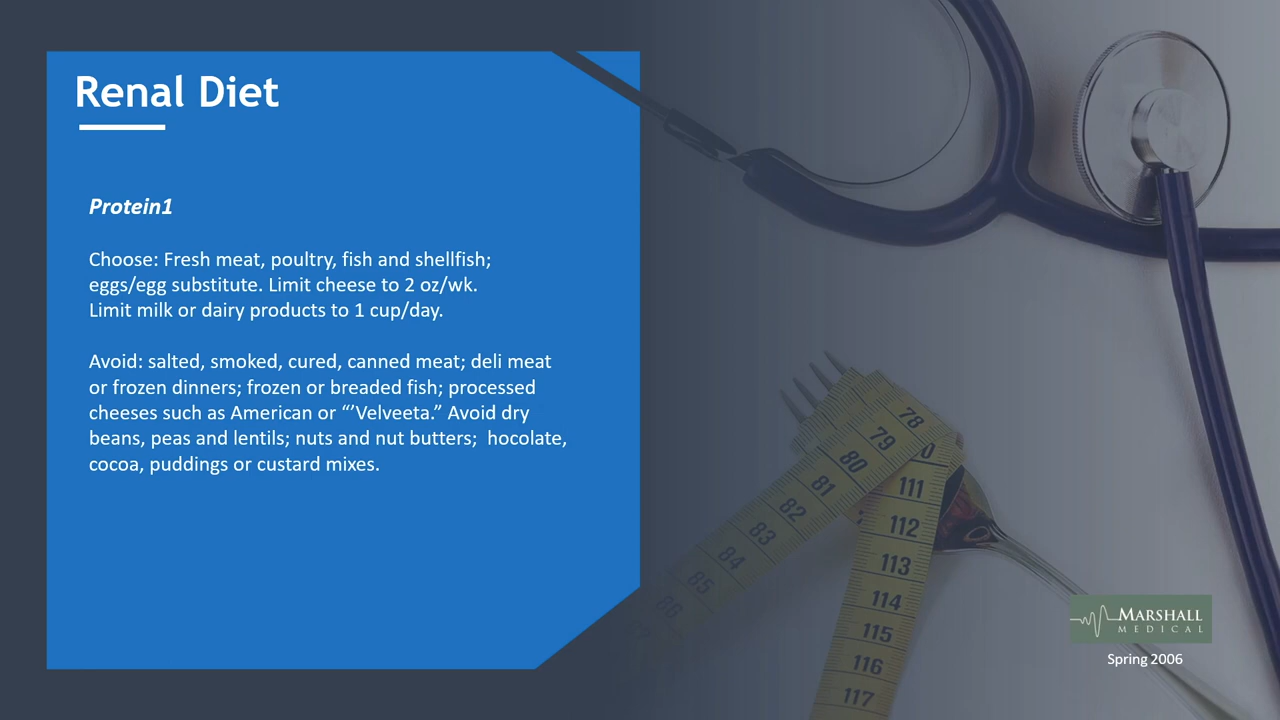 Renal Diet
Protein1
Choose: Fresh meat, poultry, fish and shellfish;
eggs/egg substitute. Limit cheese to 2 oz/wk.
Limit milk or dairy products to 1 cup/day.
Avoid: salted, smoked, cured, canned meat; deli meat
or frozen dinners; frozen or breaded fish; processed
cheeses such as American or “’Velveeta.” Avoid dry
beans, peas and lentils; nuts and nut butters;  hocolate,
cocoa, puddings or custard mixes.
78
79
80
81
82
83
84
85
86
111
112
113
114
115
116
117
MARSHALL
MEDICAL
Spring 2006